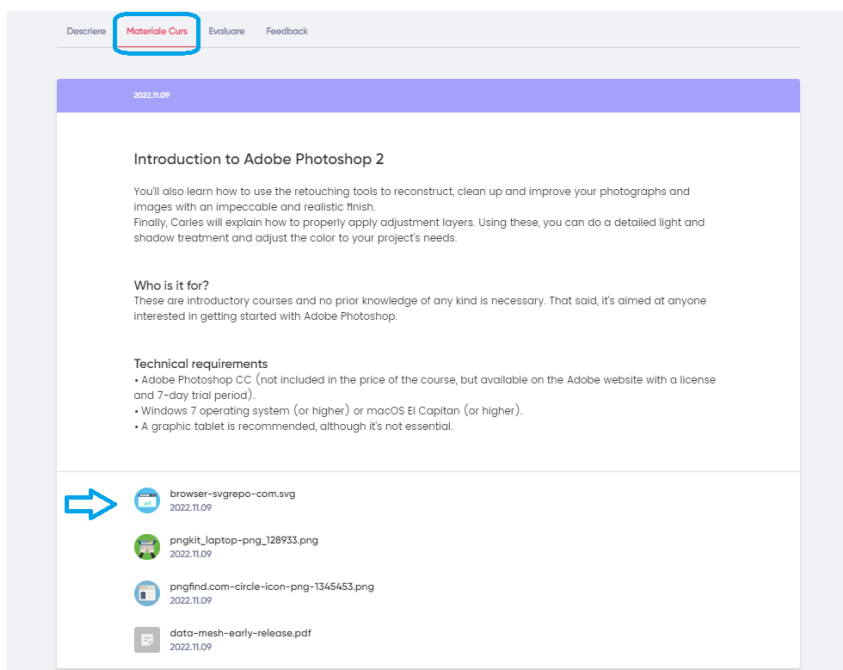 Descriere Materiale Curs Evaluare Feedback
2022.11.09
Introduction to Adobe Photoshop 2
You'll also learn how to use the retouching tools to reconstruct, clean up and improve your photographs and
images with an impeccable and realistic finish.
Finally, Carles will explain how to properly apply adjustment layers. Using these, you can do a detailed light and
shadow treatment and adjust the color to your project's needs.
Who is it for?
These are introductory courses and no prior knowledge of any kind is necessary. That said, it's aimed at anyone
interested in getting started with Adobe Photoshop.
Technical requirements
• Adobe Photoshop CC (not included in the price of the course, but available on the Adobe website with a license
and 7-day trial period).
• Windows 7 operating system (or higher) or macOS El Capitan (or higher).
• A graphic tablet is recommended, although it's not essential.
browser-svgrepo-com.svg
2022.11.09
pngkit_laptop-png_128933.png
2022.11.09
pngfind.com-circle-icon-png-1345453.png
2022.11.09
data-mesh-early-release.pdf
2022.11.09